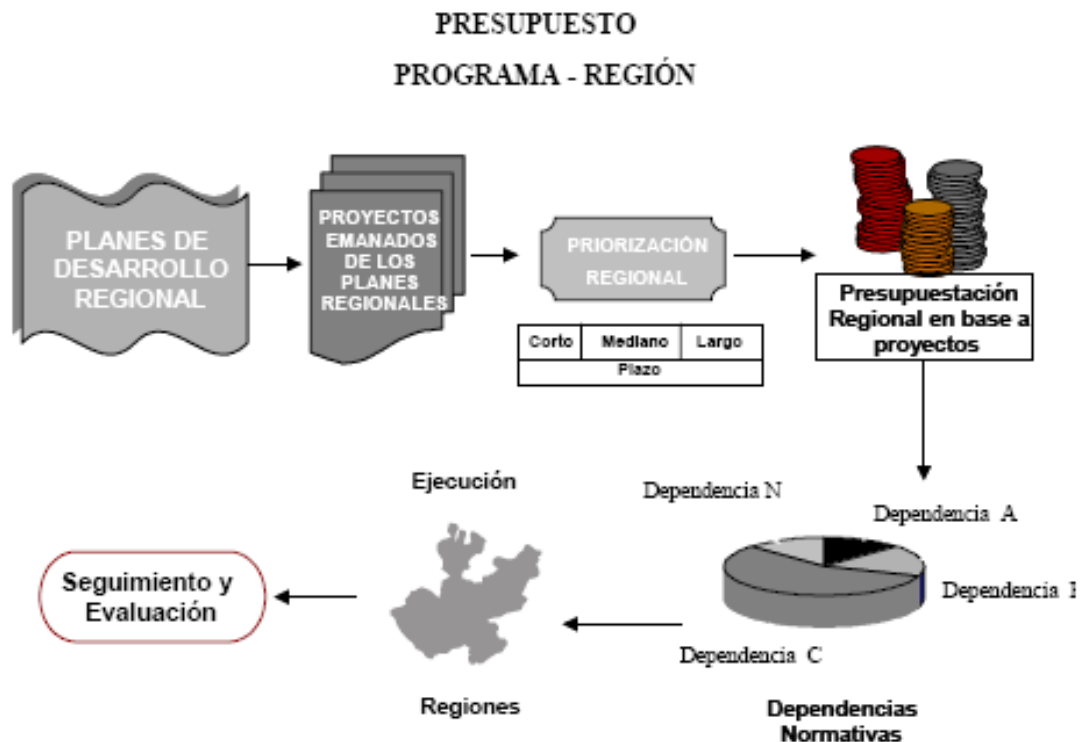 PRESUPUESTO
PROGRAMA - REGIÓN
PLANES DE
DESARROLLO
REGIONAL
PROYECTOS
EMANADOS
DE LOS
PLANES
REGIONALES
PRIORIZACIÓN
REGIONAL
Corto Mediano Largo
Plazo
Presupuestación
Regional en base a
proyectos
Dependencia N
Dependencia A
Dependencia
Dependencia C
Dependencias
Normativas
Ejecución
Regiones
Seguimiento y
Evaluación